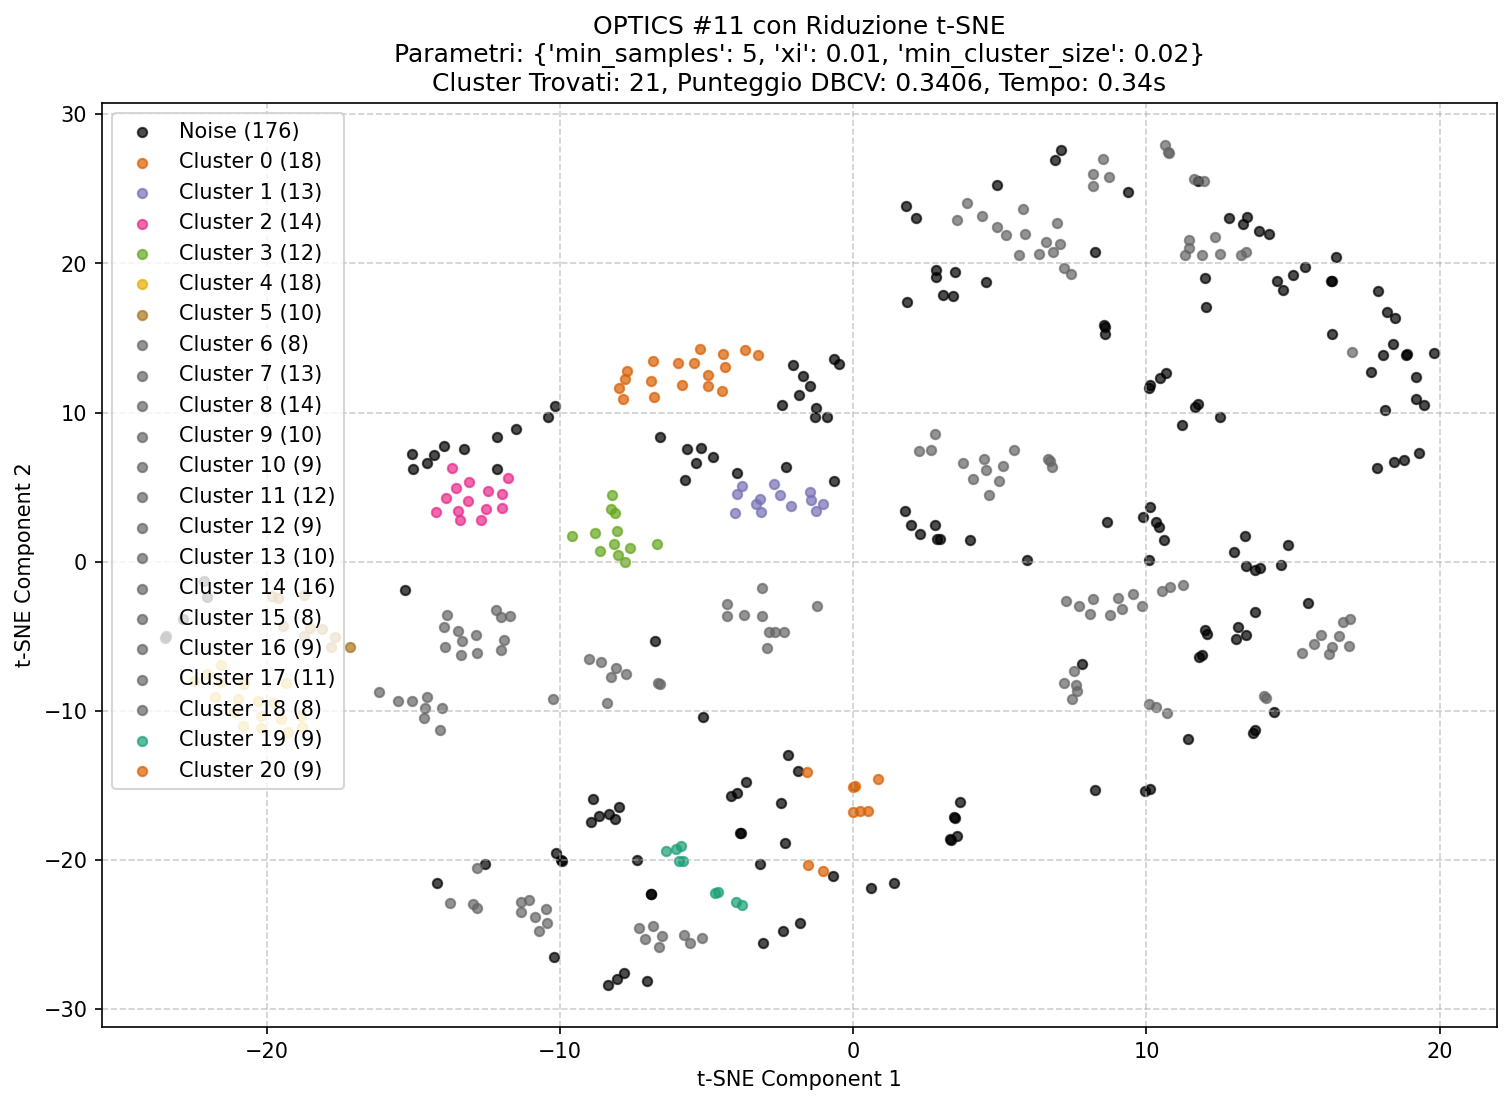 OPTICS #11 con Riduzione t-SNE
Parametri: {'min_samples': 5, 'xi': 0.01, 'min_cluster_size': 0.02}
Cluster Trovati: 21, Punteggio DBCV: 0.3406, Tempo: 0.34s
30
20
10
0
−10
−20
−30
t-SNE Component 2
Noise (176)
Cluster 0 (18)
Cluster 1 (13)
Cluster 2 (14)
Cluster 3 (12)
Cluster 4 (18)
Cluster 5 (10)
Cluster 6 (8)
Cluster 7 (13)
Cluster 8 (14)
Cluster 9 (10)
Cluster 10 (9)
Cluster 11 (12)
Cluster 12 (9)
Cluster 13 (10)
Cluster 14 (16)
Cluster 15 (8)
Cluster 16 (9)
Cluster 17 (11)
Cluster 18 (8)
Cluster 19 (9)
Cluster 20 (9)
−20 −10 0 10 20
t-SNE Component 1